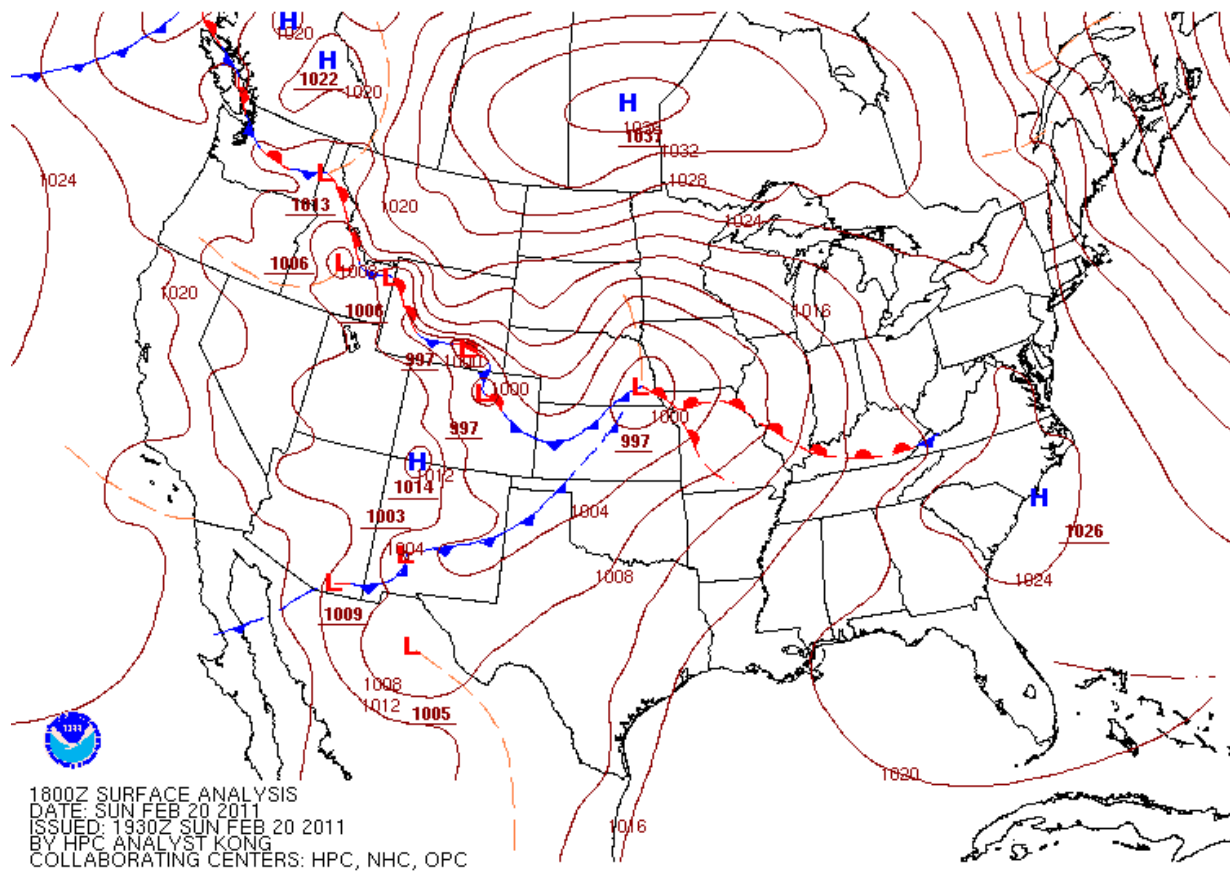 H
1020
H
1022
1020
H
1036
1037
1032
1028
1024
1024
1020
L
1013
1020
1006
L
1008
L
1008
1016
997
L
1000
L
1000
L
1000
997
997
H
1012
1014
1003
1004
L
1004
H
1026
1024
1008
L
1009
L
1008
1012
1005
1020
1016
1800Z SURFACE ANALYSIS
DATE: SUN FEB 20 2011
ISSUED: 1930Z SUN FEB 20 2011
BY HPC ANALYST KONG
COLLABORATING CENTERS: HPC, NHC, OPC